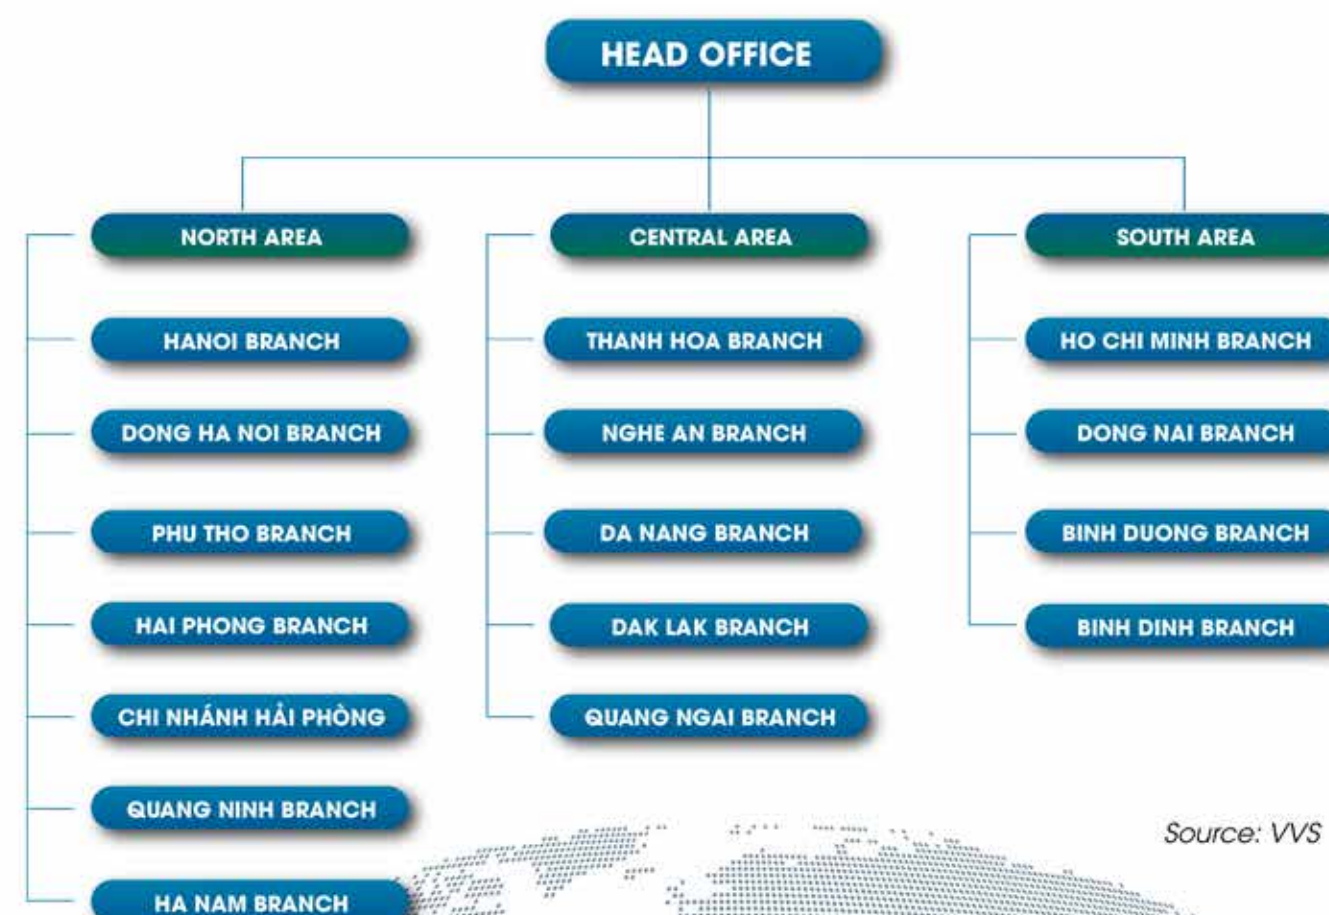 HEAD OFFICE
NORTH AREA
HANOI BRANCH
DONG HA NOI BRANCH
PHU THO BRANCH
HAI PHONG BRANCH
CHI NHÁNH HẢI PHÒNG
QUANG NINH BRANCH
HA NAM BRANCH
CENTRAL AREA
THANH HOA BRANCH
NGHE AN BRANCH
DA NANG BRANCH
DAK LAK BRANCH
QUANG NGAI BRANCH
SOUTH AREA
HO CHI MINH BRANCH
DONG NAI BRANCH
BINH DUONG BRANCH
BINH DINH BRANCH
Source: VVS